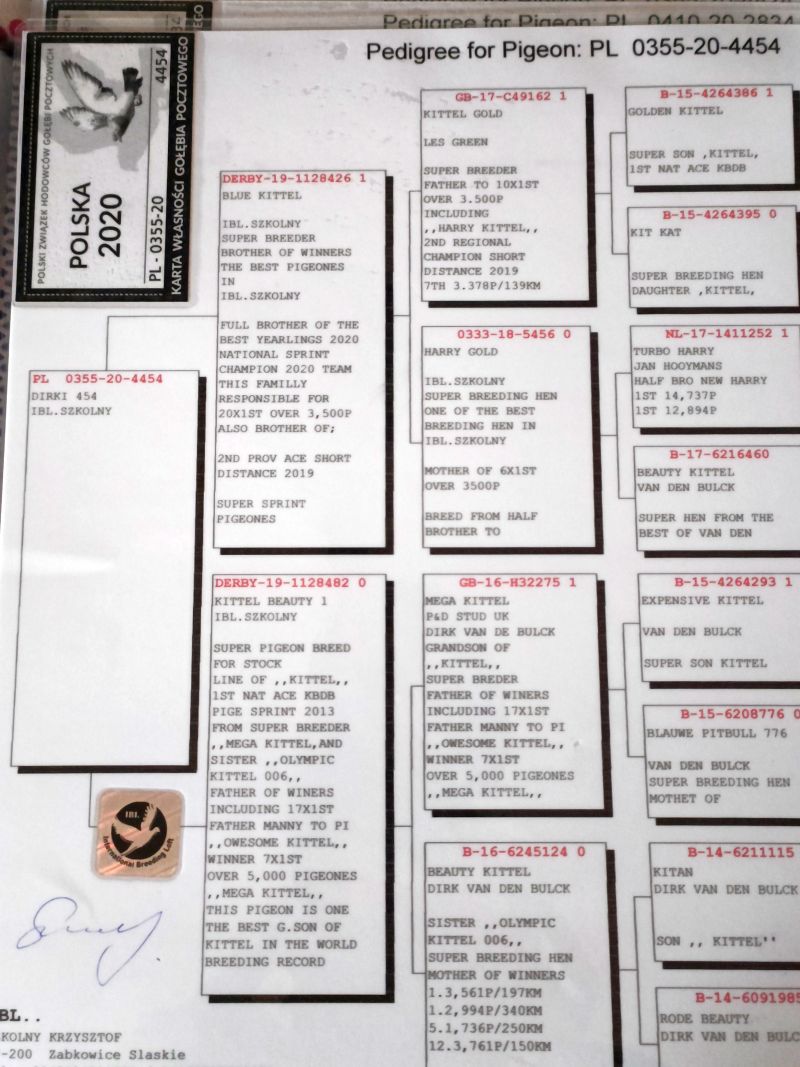 Pedigree for Pigeon: PL 0410-20-2834
Pedigree for Pigeon: PL 0355-20-4454
POLSKI ZWIĄZEK HODOWCÓW GOŁĘBI POCZTOWYCH
POLSKA
2020
PL - 0355-20
4454
KARTA WŁASNOŚCI GOŁĘBIA POCZTOWEGO
PL 0355-20-4454
DIRKI 454
IBL.SZKOLNY
DERBY-19-1128426 1
BLUE KITTEL
IBL.SZKOLNY
SUPER BREEDER
BROTHER OF WINNERS
THE BEST PIGEONES
IN
IBL.SZKOLNY
FULL BROTHER OF THE
BEST YEARLINGS 2020
NATIONAL SPRINT
CHAMPION 2020 TEAM
THIS FAMILLY
RESPONSIBLE FOR
20X1ST OVER 3,500P
ALSO BROTHER OF;
2ND PROV ACE SHORT
DISTANCE 2019
SUPER SPRINT
PIGEONES
DERBY-19-1128482 0
KITTEL BEAUTY 1
IBL.SZKOLNY
SUPER PIGEON BREED
FOR STOCK
LINE OF ,,KITTEL,,
1ST NAT ACE KBDB
PIGE SPRINT 2013
FROM SUPER BREEDER
,,MEGA KITTEL,AND
SISTER ,,OLYMPIC
KITTEL 006,,
FATHER OF WINERS
INCLUDING 17X1ST
FATHER MANNY TO PI
,,OWESOME KITTEL,,
WINNER 7X1ST
OVER 5,000 PIGEONES
,,MEGA KITTEL,,
THIS PIGEON IS ONE
THE BEST G.SON OF
KITTEL IN THE WORLD
BREEDING RECORD
GB-17-C49162 1
KITTEL GOLD
LES GREEN
SUPER BREEDER
FATHER TO 10X1ST
OVER 3.500P
INCLUDING
,,HARRY KITTEL,,
2ND REGIONAL
CHAMPION SHORT
DISTANCE 2019
7TH 3.378P/139KM
0333-18-5456 0
HARRY GOLD
IBL.SZKOLNY
SUPER BREEDING HEN
ONE OF THE BEST
BREEDING HEN IN
IBL.SZKOLNY
MOTHER OF 6X1ST
OVER 3500P
BREED FROM HALF
BROTHER TO
GB-16-H32275 1
MEGA KITTEL
P&D STUD UK
DIRK VAN DE BULCK
GRANDSON OF
,,KITTEL,,
SUPER BREDER
FATHER OF WINERS
INCLUDING 17X1ST
FATHER MANNY TO PI
,,OWESOME KITTEL,,
WINNER 7X1ST
OVER 5,000 PIGEONES
,,MEGA KITTEL,,
B-16-6245124 0
BEAUTY KITTEL
DIRK VAN DEN BULCK
SISTER ,,OLYMPIC
KITTEL 006,,
SUPER BREEDING HEN
MOTHER OF WINNERS
1.3,561P/197KM
1.2,994P/340KM
5.1,736P/250KM
12.3,761P/150KM
B-15-4264386 1
GOLDEN KITTEL
SUPER SON ,KITTEL,
1ST NAT ACE KBDB
B-15-4264395 0
KIT KAT
SUPER BREEDING HEN
DAUGHTER ,KITTEL,
NL-17-1411252 1
TURBO HARRY
JAN HOOYMANS
HALF BRO NEW HARRY
1ST 14,737P
1ST 12,894P
B-17-6216460
BEAUTY KITTEL
VAN DEN BULCK
SUPER HEN FROM THE
BEST OF VAN DEN
B-15-4264293 1
EXPENSIVE KITTEL
VAN DEN BULCK
SUPER SON KITTEL
B-15-6208776 0
BLAUWE PITBULL 776
VAN DEN BULCK
SUPER BREEDING HEN
MOTHET OF
B-14-6211115
KITAN
DIRK VAN DEN BULCK
SON ,, KITTEL''
B-14-6091985
RODE BEAUTY
DIRK VAN DEN BULC
IBL
International Breeding Loft
BL..
KOLNY KRZYSZTOF
-200 Zabkowice Slaskie